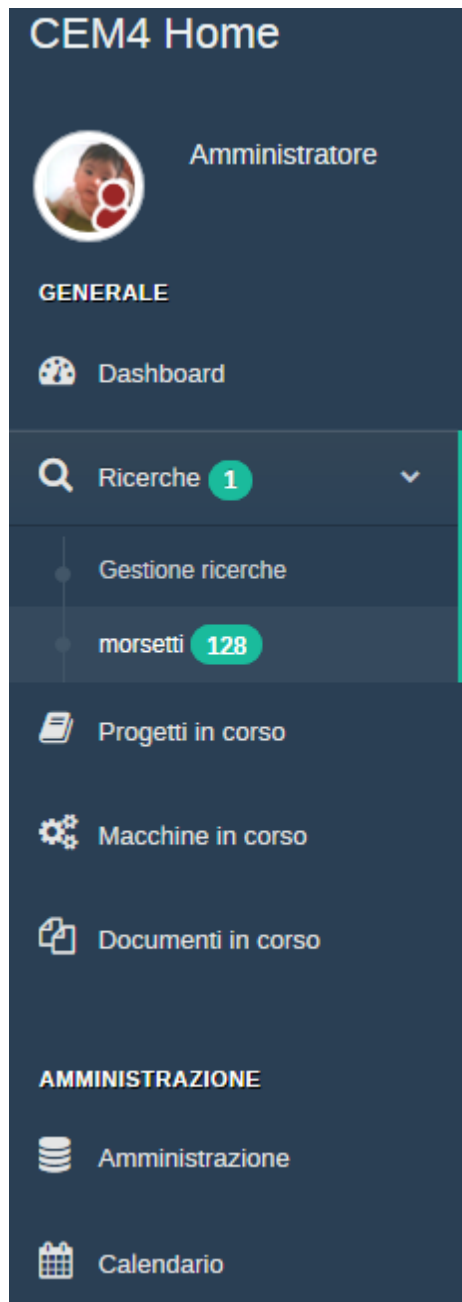 CEM4 Home
Amministratore
GENERALE
Dashboard
Ricerche 1
Gestione ricerche
morsetti 128
Progetti in corso
Macchine in corso
Documenti in corso
AMMINISTRAZIONE
Amministrazione
Calendario